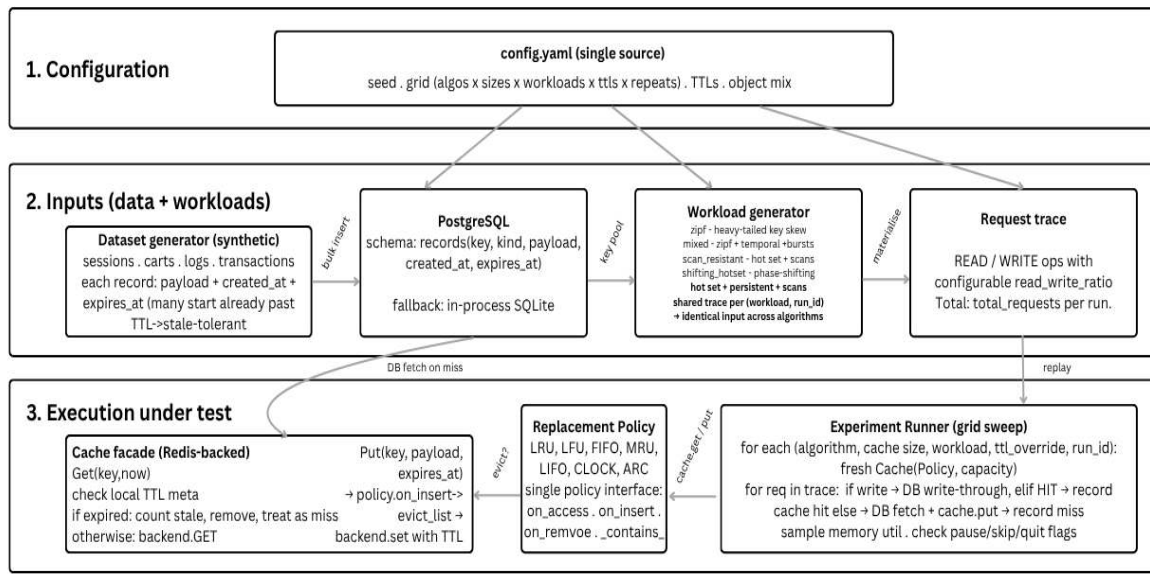 1. Configuration
config.yaml (single source)
seed . grid (algos x sizes x workloads x ttls x repeats) . TTLs . object mix
2. Inputs (data + workloads)
Dataset generator (synthetic)
sessions . carts . logs . transactions
each record: payload + created_at +
expires_at (many start already past
TTL->stale-tolerant
bulk insert
PostgreSQL
schema: records(key, kind, payload,
created_at, expires_at)
fallback: in-process SQLite
key pool
Workload generator
zipf - heavy-tailed key skew
mixed - zipf + temporal +bursts
scan_resistant - hot set + scans
shifting_hotset - phase-shifting
hot set + persistent + scans
shared trace per (workload, run_id)
→ identical input across algorithms
materialise
Request trace
READ / WRITE ops with
configurable read_write_ratio
Total: total_requests per run.
DB fetch on miss
replay
3. Execution under test
Cache facade (Redis-backed)
Get(key,now)
check local TTL meta
if expired: count stale, remove, treat as miss
otherwise: backend.GET
Put(key, payload,
expires_at)
→ policy.on_insert->
evict_list →
backend.set with TTL
evict?
Replacement Policy
LRU, LFU, FIFO, MRU,
LIFO, CLOCK, ARC
single policy interface:
on_access . on_insert .
on_remvoe . _contains_
cache.get / put
Experiment Runner (grid sweep)
for each (algorithm, cache size, workload, ttl_override, run_id):
fresh Cache(Policy, capacity)
for req in trace: if write → DB write-through, elif HIT → record
cache hit else → DB fetch + cache.put → record miss
sample memory util . check pause/skip/quit flags